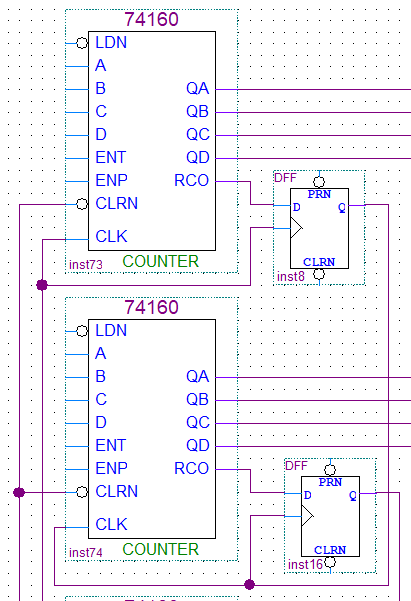 74160
LDN
A
B QA
C QB
D QC
ENT QD
ENP RCO
CLRN
CLK
inst73 COUNTER
DFF
PRN
D Q
CLRN
inst8
74160
LDN
A
B QA
C QB
D QC
ENT QD
ENP RCO
CLRN
CLK
inst74 COUNTER
DFF
PRN
D Q
CLRN
inst16